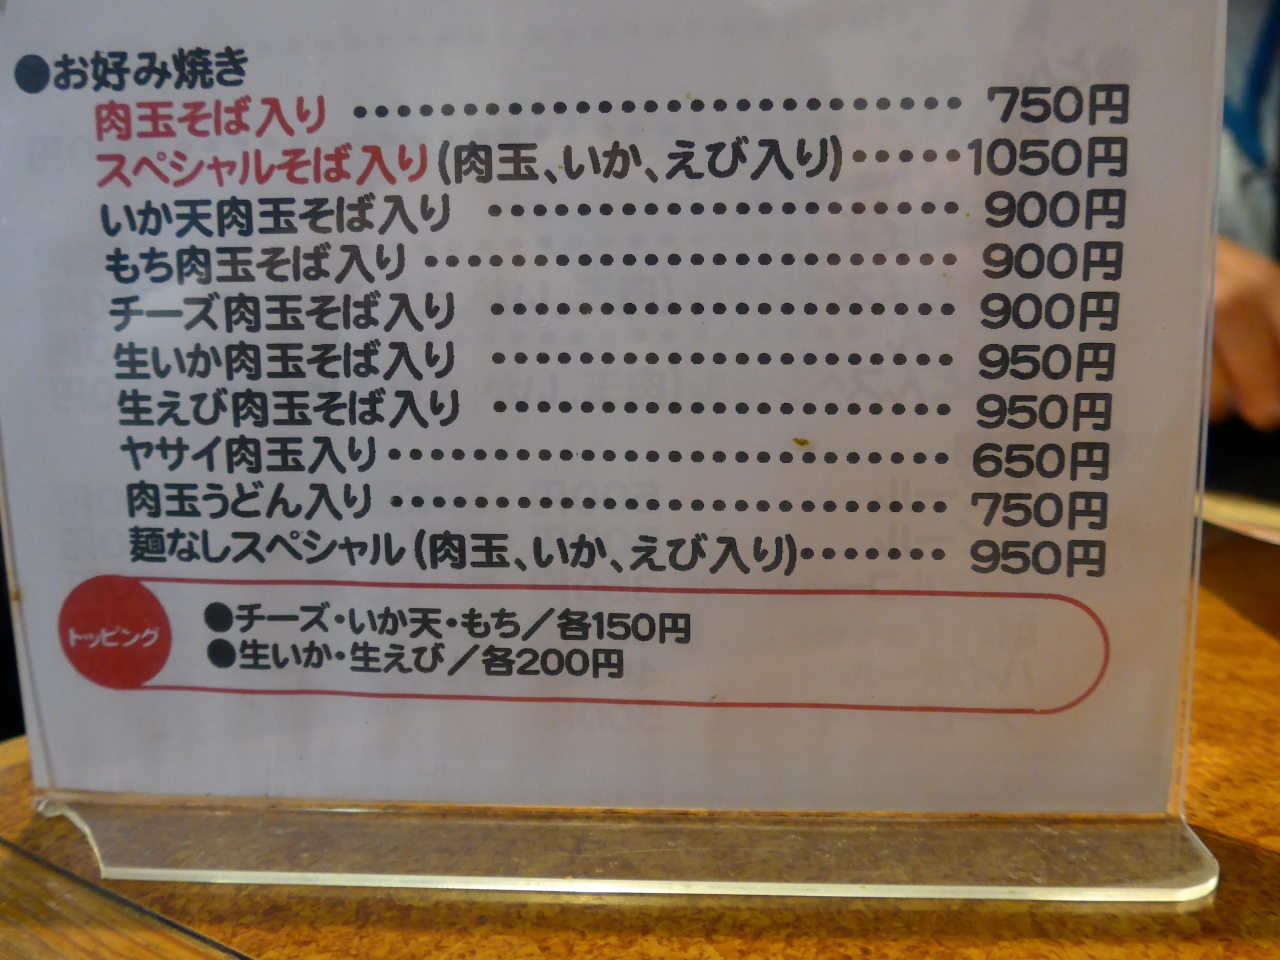 ●お好み焼き
肉玉そば入り ・・・・・・・・・・・・・・・・・・・・・・・・・・ 750円
スペシャルそば入り(肉玉、いか、えび入り)・・・・・1050円
いか天肉玉そば入り ・・・・・・・・・・・・・・・・・・・・ 900円
もち肉玉そば入り・・・・・・・・・・・・・・・・・・・・・・・ 900円
チーズ肉玉そば入り ・・・・・・・・・・・・・・・・・・・・ 900円
生いか肉玉そば入り ・・・・・・・・・・・・・・・・・・・・ 950円
生えび肉玉そば入り ・・・・・・・・・・・・・・・・・・・・ 950円
ヤサイ肉玉入り・・・・・・・・・・・・・・・・・・・・・・・・ 650円
肉玉うどん入り ・・・・・・・・・・・・・・・・・・・・・・・・ 750円
麺なしスペシャル(肉玉、いか、えび入り)・・・・・・・ 950円
トッピング
●チーズ・いか天・もち/各150円
●生いか・生えび/各200円